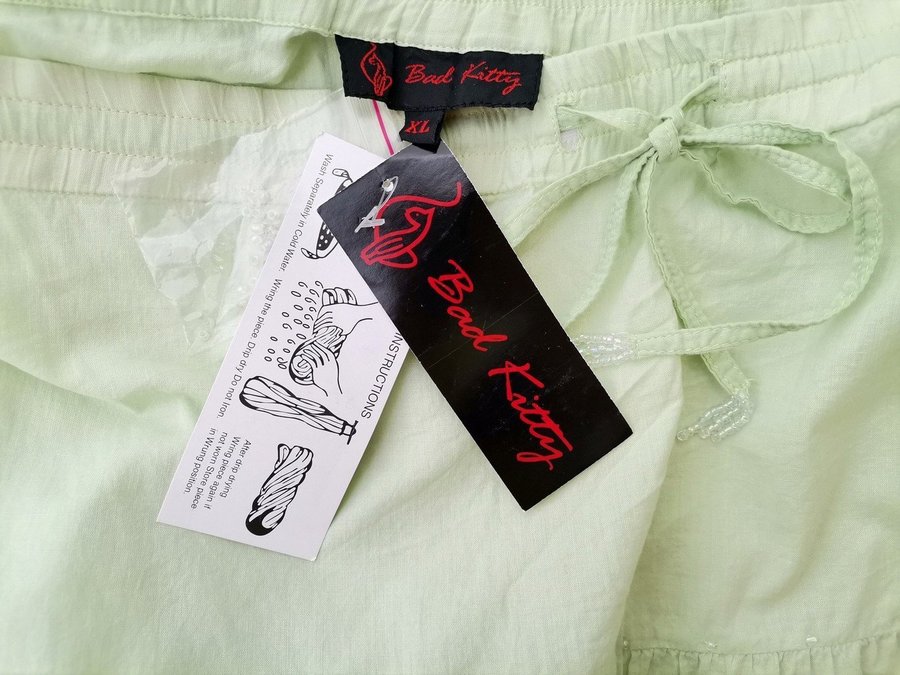 Bad Kitty
XL
Bad Kitty
INSTRUCTIONS
Wash Separately in Cold Water.
Wring the piece Drip dry Do not Iron.
After drip drying
Wring piece again it
not worn Store piece
in Wrung position.